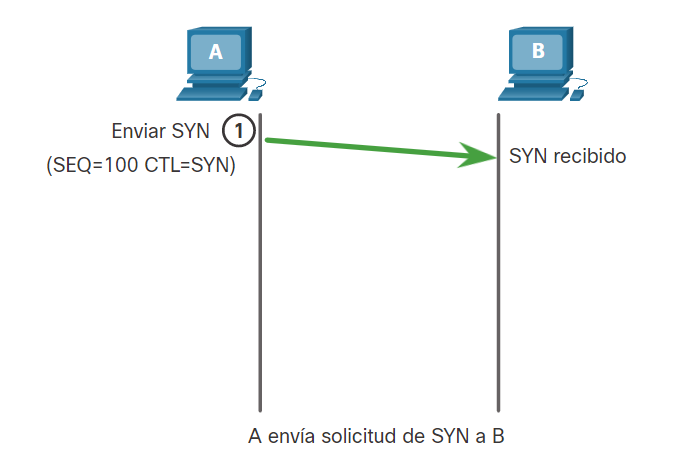 A
B
Enviar SYN 1
(SEQ=100 CTL=SYN)
SYN recibido
A envía solicitud de SYN a B